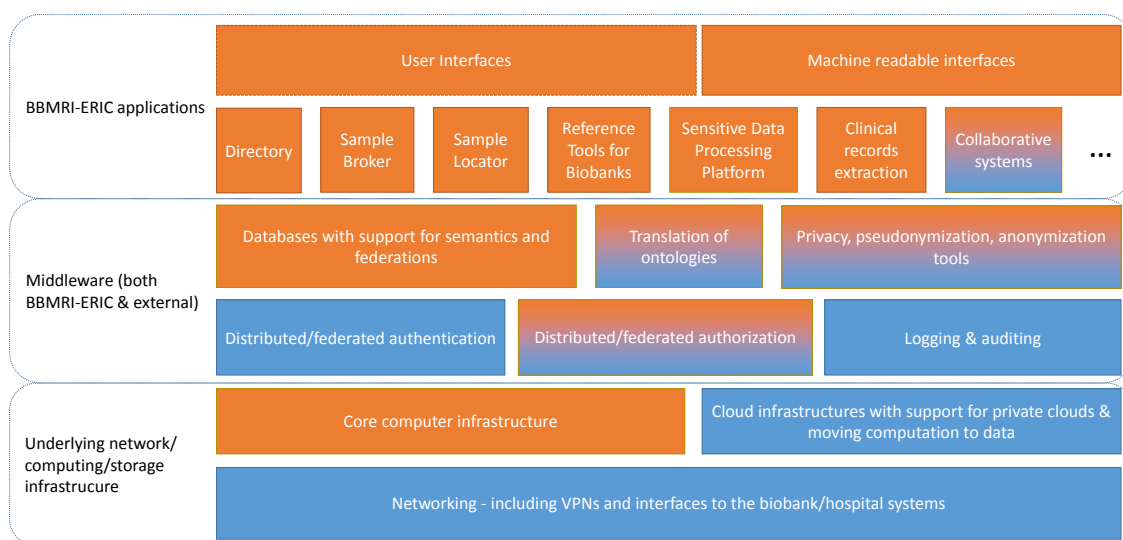 User Interfaces
Machine readable interfaces
BBMRI-ERIC applications
Directory
Sample
Broker
Sample
Locator
Reference
Tools for
Biobanks
Sensitive Data
Processing
Platform
Clinical
records
extraction
Collaborative
systems
...
Middleware (both
BBMRI-ERIC & external)
Databases with support for semantics and
federations
Translation of
ontologies
Privacy, pseudonymization, anonymization
tools
Distributed/federated authentication
Distributed/federated authorization
Logging & auditing
Underlying network/
computing/storage
infrastrucure
Core computer infrastructure
Cloud infrastructures with support for private clouds &
moving computation to data
Networking - including VPNs and interfaces to the biobank/hospital systems